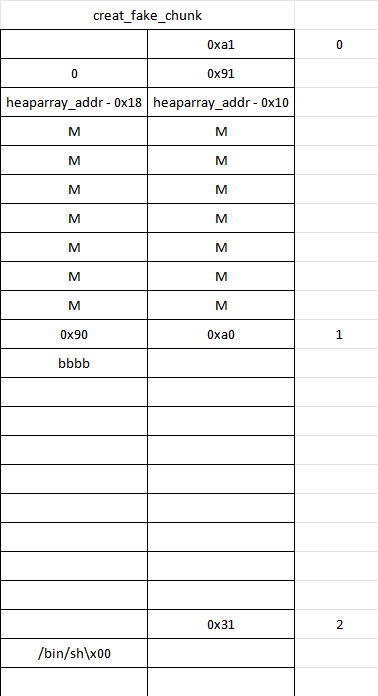 creat_fake_chunk
0xa1 0
0 0x91
heaparray_addr - 0x18 heaparray_addr - 0x10
M M
M M
M M
M M
M M
M M
M M
0x90 0xa0 1
bbbb
0x31 2
/bin/sh\x00